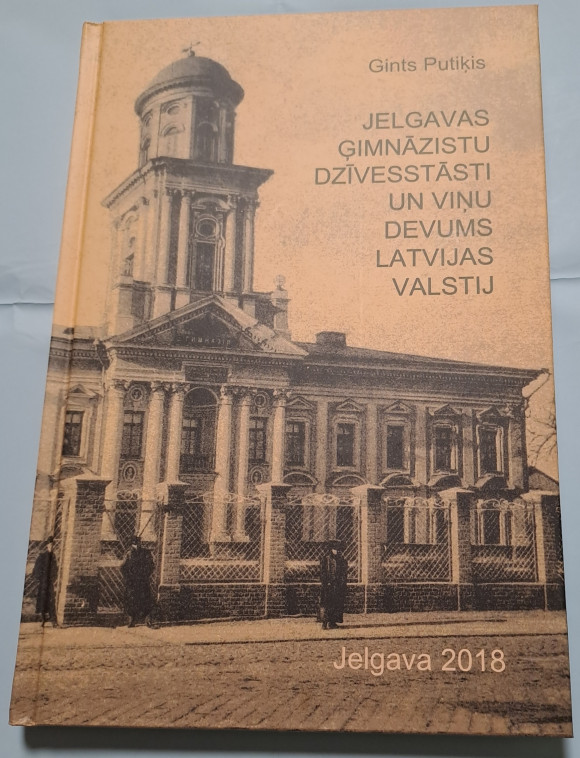 Gints Putiķis
JELGAVAS
ĢIMNĀZISTU
DZĪVESSTĀSTI
UN VIŅU
DEVUMS
LATVIJAS
VALSTIJ
Jelgava 2018